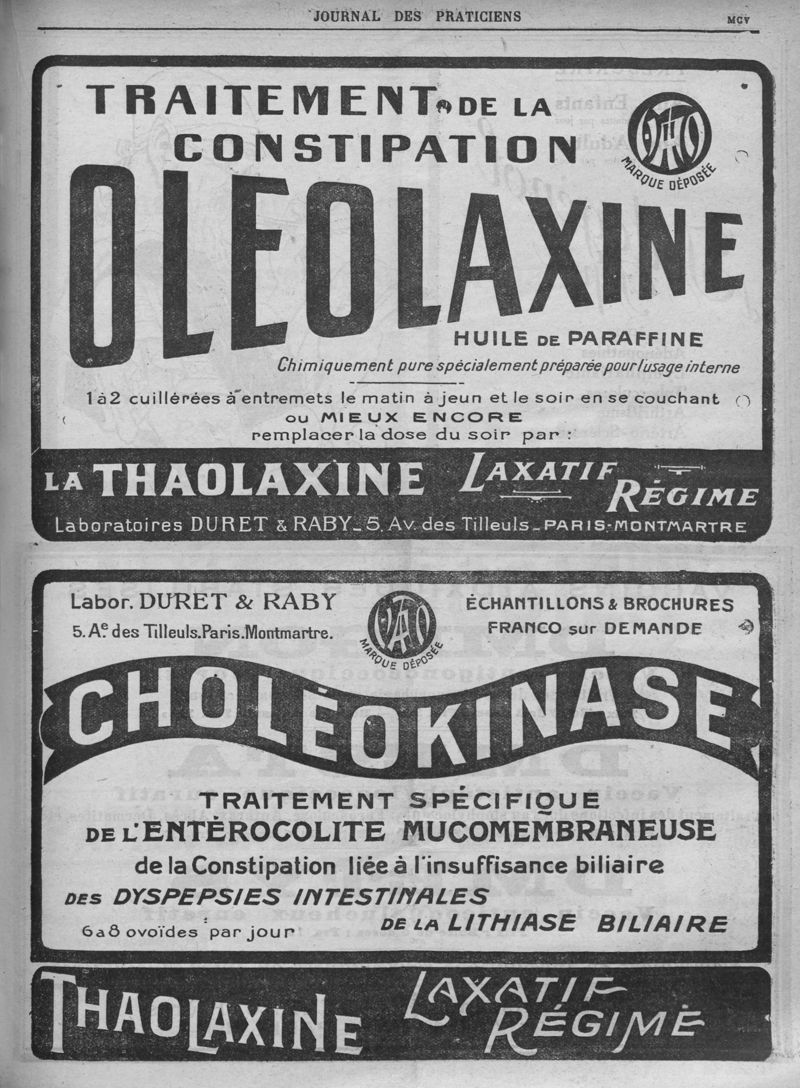 JOURNAL DES PRATICIENS
MCV
TRAITEMENT DE LA
CONSTIPATION
MARQUE DÉPOSÉE
OLEOLAXINE
HUILE DE PARAFFINE
Chimiquement pure spécialement préparée pour l'usage interne
1 à 2 cuillérées à entremets le matin à jeun et le soir en se couchant
OU MIEUX ENCORE
remplacer la dose du soir par :
LA THAOLAXINE LAXATIF
RÉGIME
Laboratoires DURET & RABY_5, Av. des Tilleuls_PARIS-MONTMARTRE
Labor. DURET & RABY
5. Ae. des Tilleuls. Paris. Montmartre.
MARQUE DÉPOSÉE
ÉCHANTILLONS & BROCHURES
FRANCO sur DEMANDE
CHOLÉOKINASE
TRAITEMENT SPÉCIFIQUE
DE L'ENTÉROCOLITE MUCOMEMBRANEUSE
de la Constipation liée à l'insuffisance biliaire
DES DYSPEPSIES INTESTINALES
6 a 8 ovoïdes par jour
DE LA LITHIASE BILIAIRE
THAOLAXINE
LAXATIF
RÉGIME